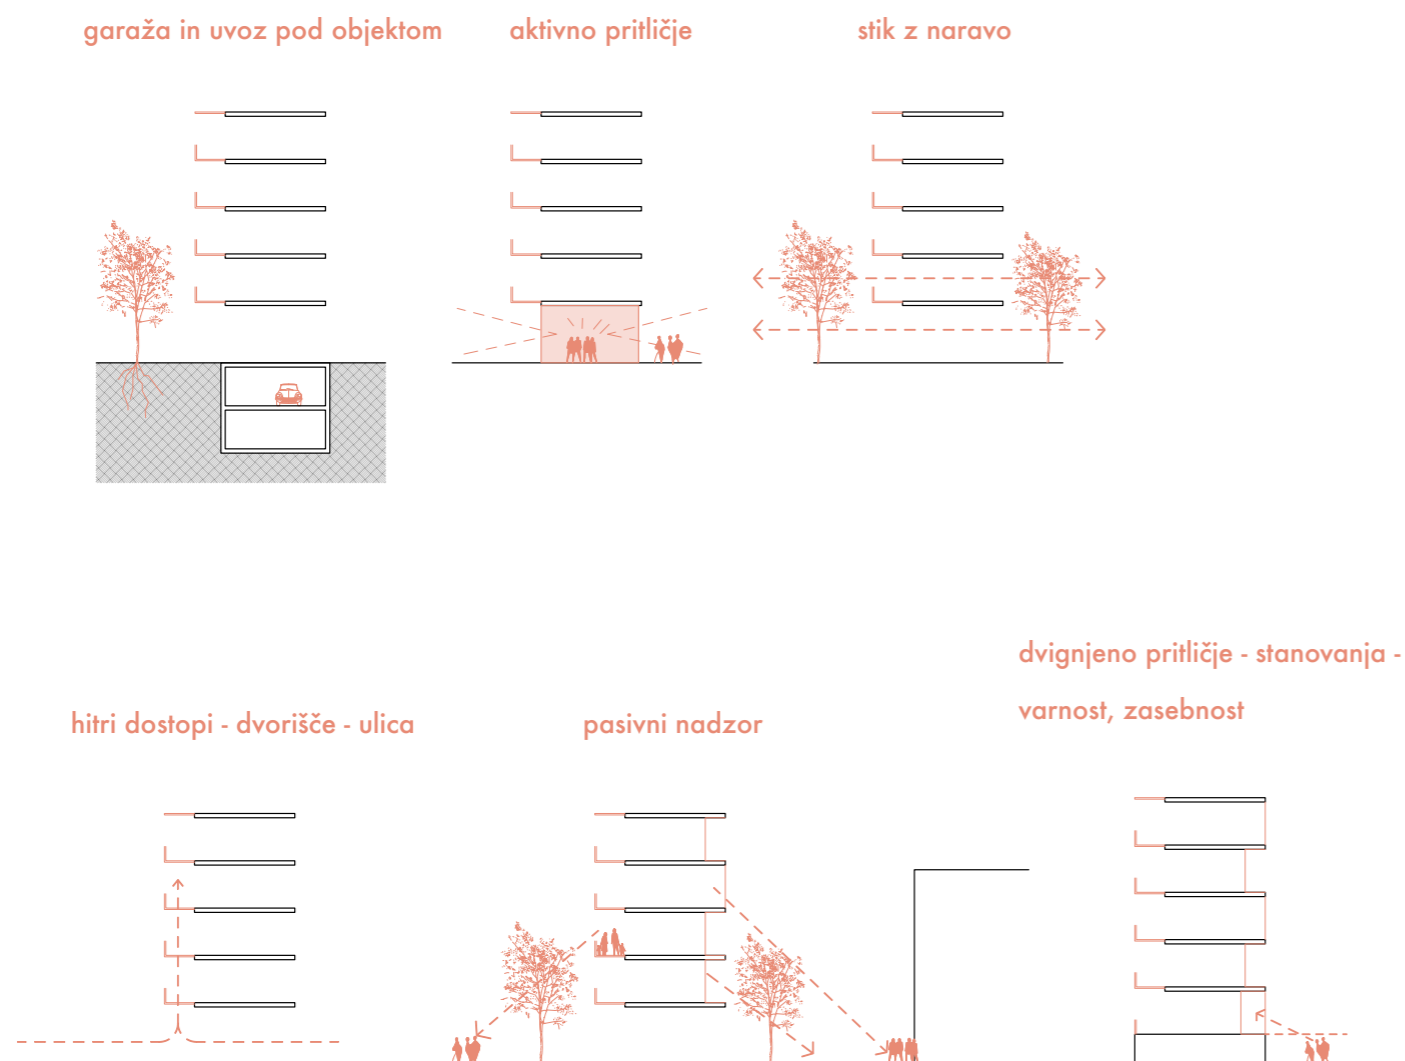 garaža in uvoz pod objektom
aktivno pritličje
stik z naravo
dvignjeno pritličje - stanovanja -
varnost, zasebnost
hitri dostopi - dvorišče - ulica
pasivni nadzor